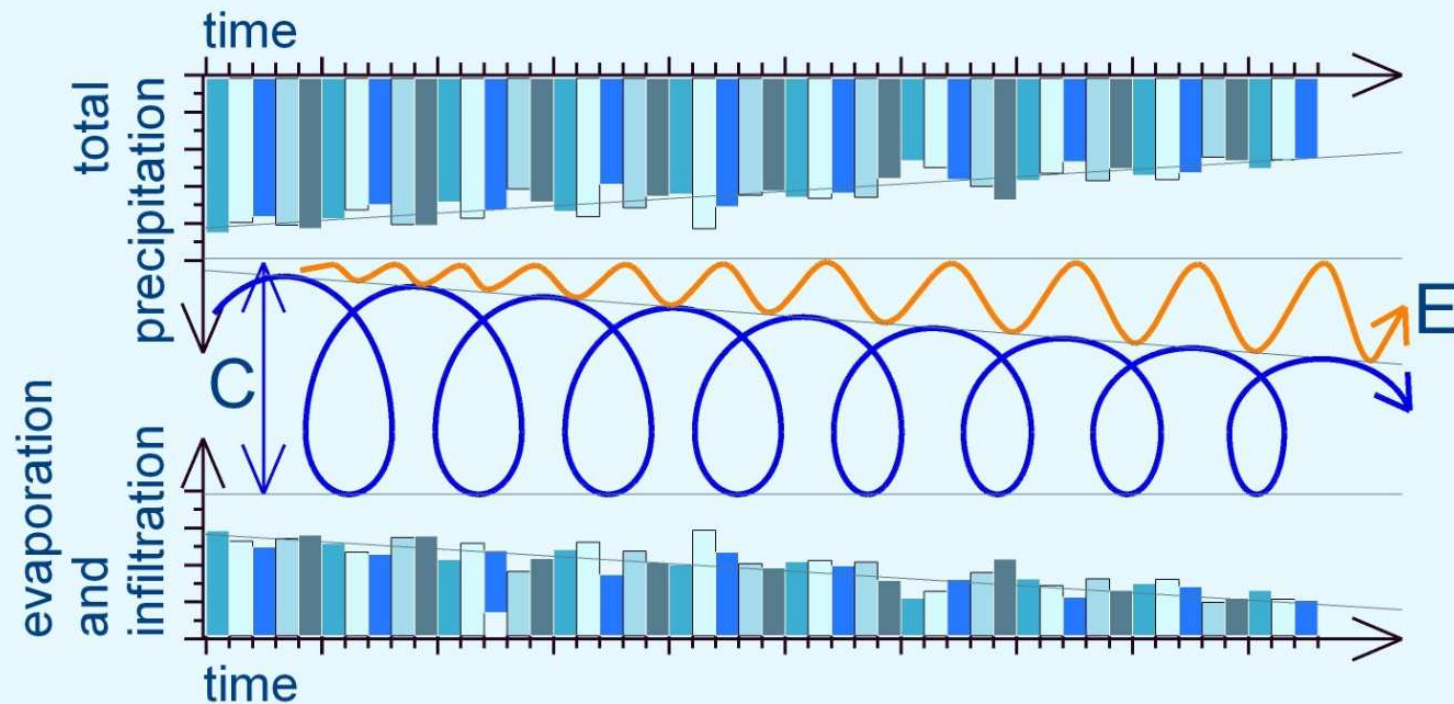 time
total
precipitation
C
E
evaporation
and
infiltration
time